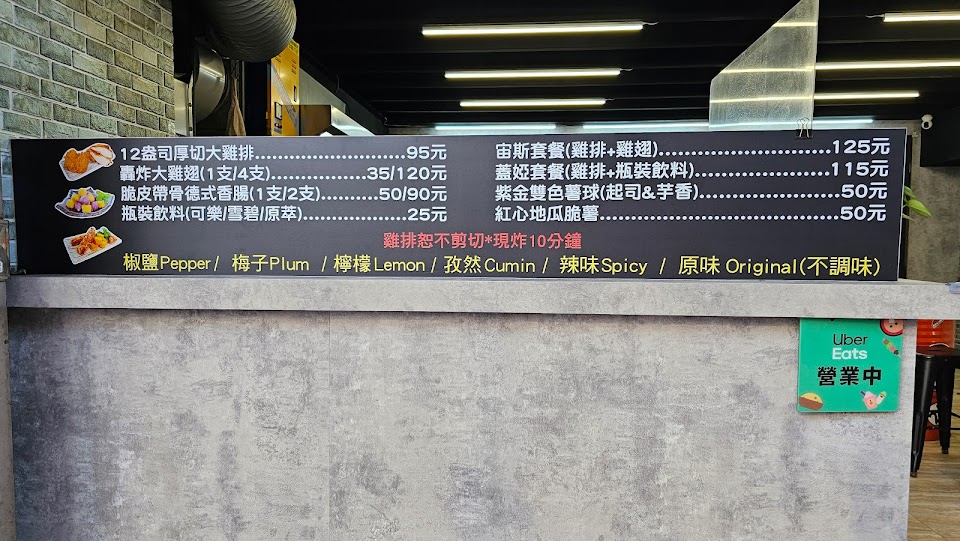 12盎司厚切大雞排......................95元
轟炸大雞翅(1支/4支)..................35/120元
脆皮帶骨德式香腸(1支/2支)..........50/90元
瓶裝飲料(可樂/雪碧/原萃)...............25元
宙斯套餐(雞排+雞翅)..........................125元
蓋婭套餐(雞排+瓶裝飲料)....................115元
紫金雙色薯球(起司&芋香)......................50元
紅心地瓜脆薯......................................50元
雞排恕不剪切*現炸10分鐘
椒鹽Pepper / 梅子Plum / 檸檬Lemon / 孜然Cumin / 辣味Spicy / 原味Original(不調味)
Uber
Eats
營業中